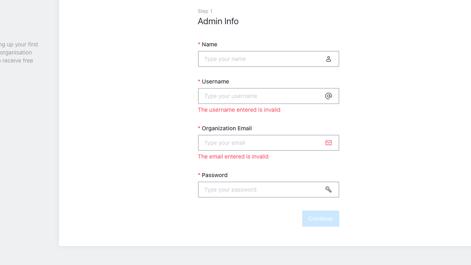 Step 1
Admin Info
ng up your first
organisation
receive free
* Name
Type your name
* Username
Type your username
The username entered is invalid.
* Organization Email
Type your email
The email entered is invalid.
* Password
Type your password
Continue